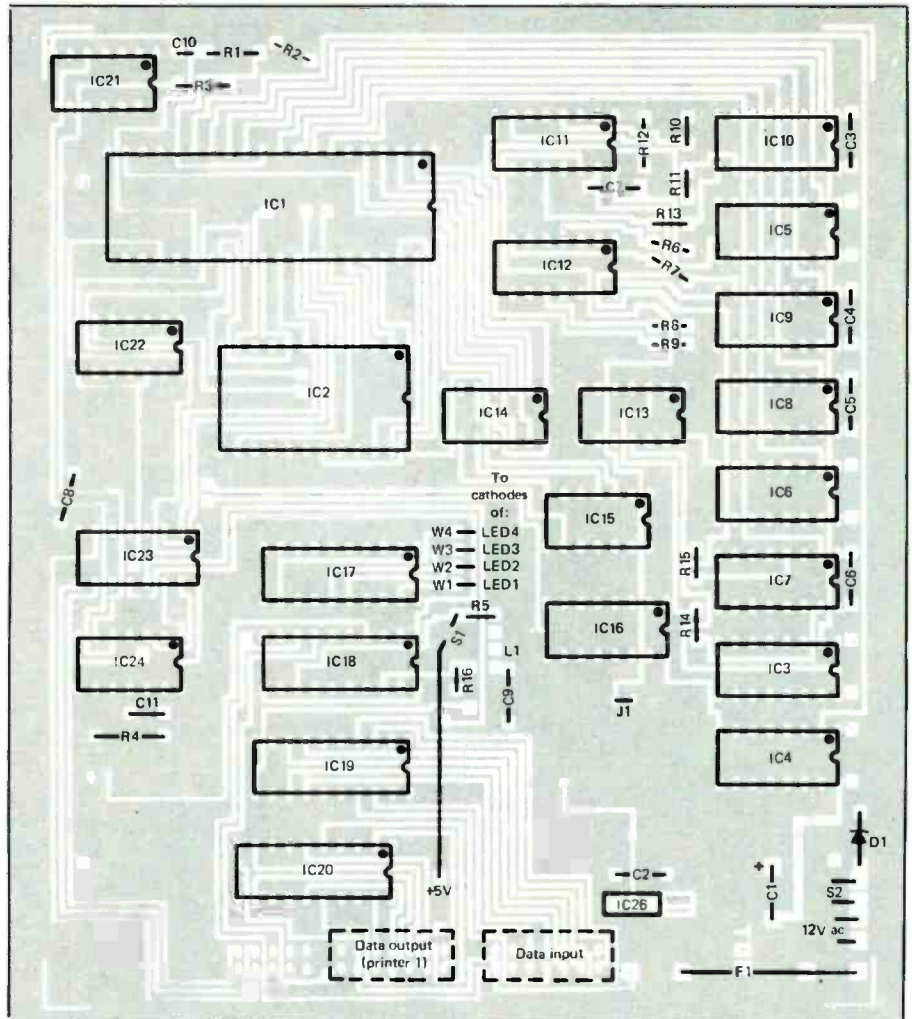 C10 R1 R2
IC21
R3
IC11 R12 R10 IC10 C3
C7 R11
IC1
R13
IC5
R6
IC12 R7
IC9 C4
R8
R9
IC22
IC2 IC8 C5
IC14 IC13
To
cathodes
of:
C8 IC6
IC15
W4 LED4
W3 LED3
W2 LED2
W1 LED1
IC23 IC17 R15 IC7 C6
R5
S1
IC16 R14
IC24 IC18 L1 IC3
R16 C9
C11 J1
R4
IC19 IC4
D1
IC20 C2 + C1 S2
+5V
IC26
12V ac
Data output
(printer 1)
Data input
F1